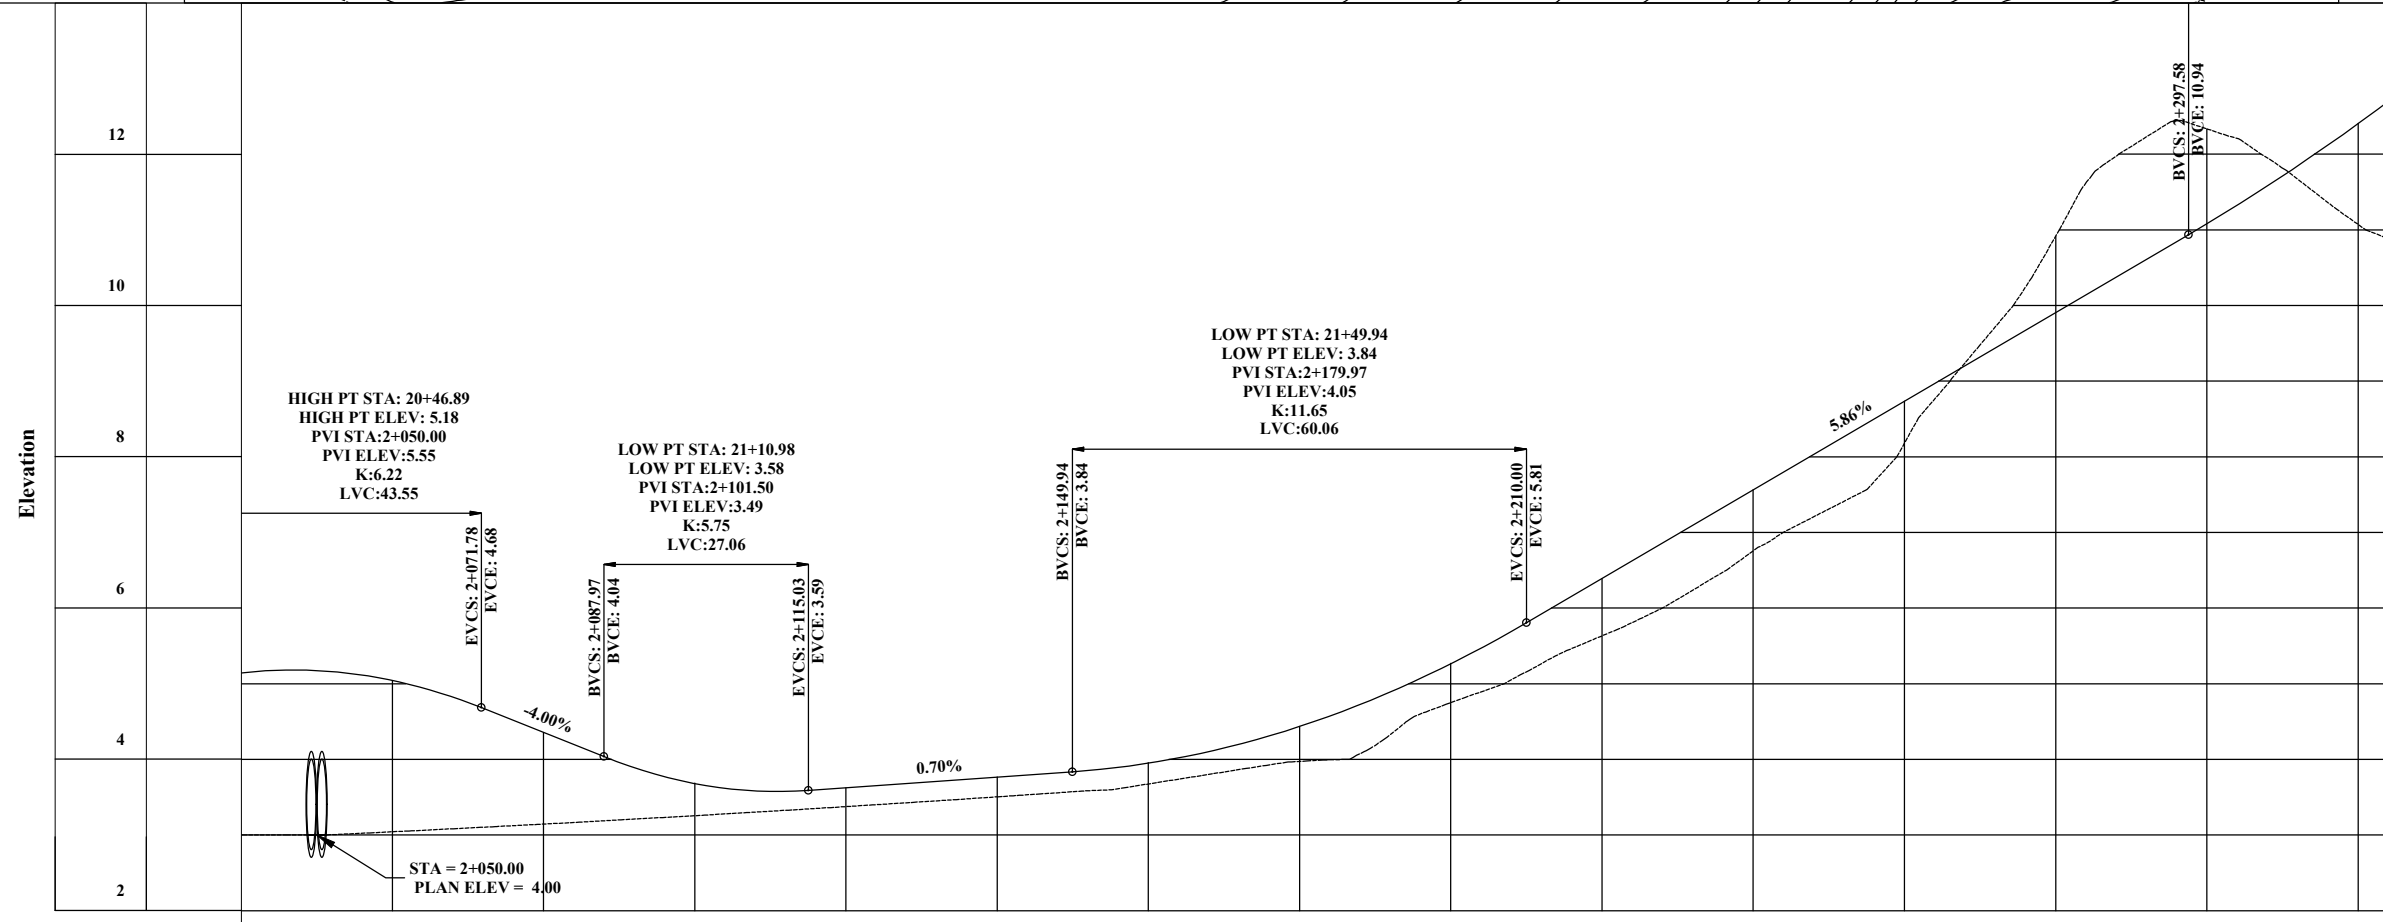 Elevation
12
10
8
6
4
2
HIGH PT STA: 20+46.89
HIGH PT ELEV: 5.18
PVI STA:2+050.00
PVI ELEV:5.55
K:6.22
LVC:43.55
EVCS: 2+071.78
EVCE: 4.68
-4.00%
LOW PT STA: 21+10.98
LOW PT ELEV: 3.58
PVI STA:2+101.50
PVI ELEV:3.49
K:5.75
LVC:27.06
BVCS: 2+087.97
BVCE: 4.04
EVCS: 2+115.03
EVCE: 3.59
0.70%
LOW PT STA: 21+49.94
LOW PT ELEV: 3.84
PVI STA:2+179.97
PVI ELEV:4.05
K:11.65
LVC:60.06
BVCS: 2+149.94
BVCE: 3.84
EVCS: 2+210.00
EVCE: 5.81
5.86%
BVCS: 2+297.58
BVCE: 10.94
STA = 2+050.00
PLAN ELEV = 4.00